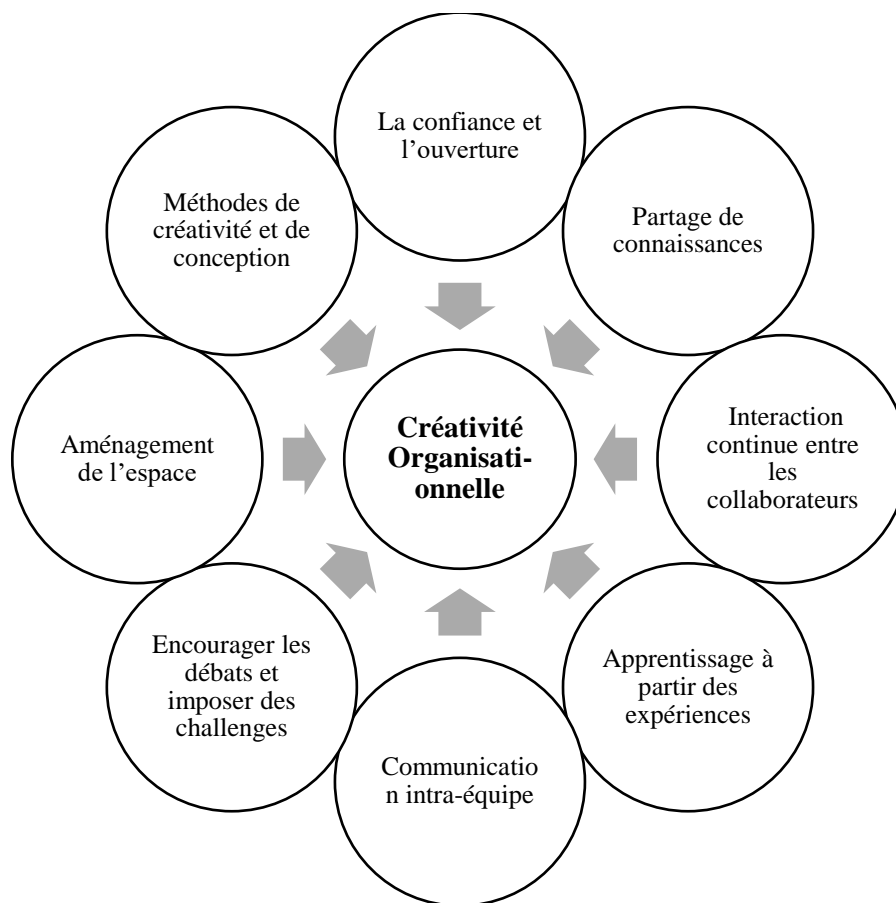 La confiance et
l’ouverture
Partage de
connaissances
Interaction
continue entre
les
collaborateurs
Apprentissage à
partir des
expériences
Communicatio
n intra-équipe
Encourager les
débats et
imposer des
challenges
Aménagement
de l’espace
Méthodes de
créativité et de
conception
Créativité
Organisati-
onnelle